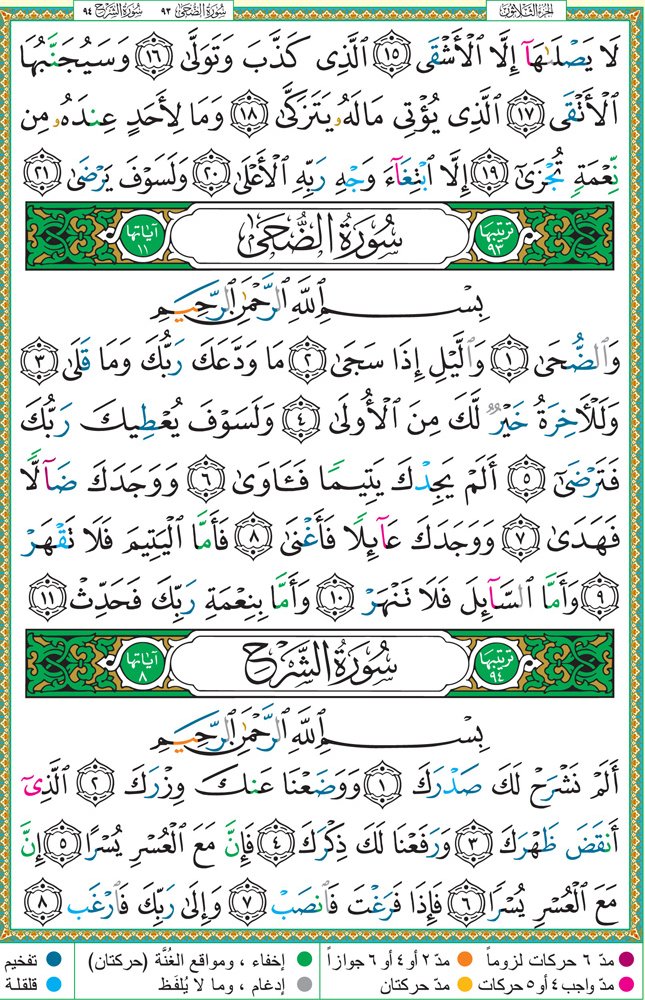 الجزء الثلاثون سورة الضحى ٩٣ سورة الشرح ٩٤
لَا يَصْلَىٰهَآ إِلَّا ٱلْأَشْقَى ١٥ ٱلَّذِى كَذَّبَ وَتَوَلَّىٰ ١٦ وَسَيُجَنَّبُهَا
ٱلْأَتْقَى ١٧ ٱلَّذِى يُؤْتِى مَالَهُۥ يَتَزَكَّىٰ ١٨ وَمَا لِأَحَدٍ عِندَهُۥ مِن
نِّعْمَةٍ تُجْزَىٰٓ ١٩ إِلَّا ٱبْتِغَآءَ وَجْهِ رَبِّهِ ٱلْأَعْلَىٰ ٢٠ وَلَسَوْفَ يَرْضَىٰ ٢١
ترتيبها ٩٣ سُورَةُ الضُّحَىٰ آياتها ١١
بِسْمِ ٱللَّهِ ٱلرَّحْمَٰنِ ٱلرَّحِيمِ
وَٱلضُّحَىٰ ١ وَٱلَّيْلِ إِذَا سَجَىٰ ٢ مَا وَدَّعَكَ رَبُّكَ وَمَا قَلَىٰ ٣
وَلَلْءَاخِرَةُ خَيْرٌ لَّكَ مِنَ ٱلْأُولَىٰ ٤ وَلَسَوْفَ يُعْطِيكَ رَبُّكَ
فَتَرْضَىٰٓ ٥ أَلَمْ يَجِدْكَ يَتِيمًا فَـَٔاوَىٰ ٦ وَوَجَدَكَ ضَآلًّا
فَهَدَىٰ ٧ وَوَجَدَكَ عَآئِلًا فَأَغْنَىٰ ٨ فَأَمَّا ٱلْيَتِيمَ فَلَا تَقْهَرْ
٩ وَأَمَّا ٱلسَّآئِلَ فَلَا تَنْهَرْ ١٠ وَأَمَّا بِنِعْمَةِ رَبِّكَ فَحَدِّثْ ١١
ترتيبها ٩٤ سُورَةُ الشَّرْحِ آياتها ٨
بِسْمِ ٱللَّهِ ٱلرَّحْمَٰنِ ٱلرَّحِيمِ
أَلَمْ نَشْرَحْ لَكَ صَدْرَكَ ١ وَوَضَعْنَا عَنكَ وِزْرَكَ ٢ ٱلَّذِىٓ
أَنقَضَ ظَهْرَكَ ٣ وَرَفَعْنَا لَكَ ذِكْرَكَ ٤ فَإِنَّ مَعَ ٱلْعُسْرِ يُسْرًا ٥ إِنَّ
مَعَ ٱلْعُسْرِ يُسْرًا ٦ فَإِذَا فَرَغْتَ فَٱنصَبْ ٧ وَإِلَىٰ رَبِّكَ فَٱرْغَب ٨
مدّ ٦ حركات لزوماً مدّ ٢ أو ٤ أو ٦ جوازاً إخفاء ، ومواقع الغُنَّة (حركتان) تفخيم
مدّ واجب ٤ أو ٥ حركات مدّ حركتان إدغام ، وما لا يُلفَظ قلقلة